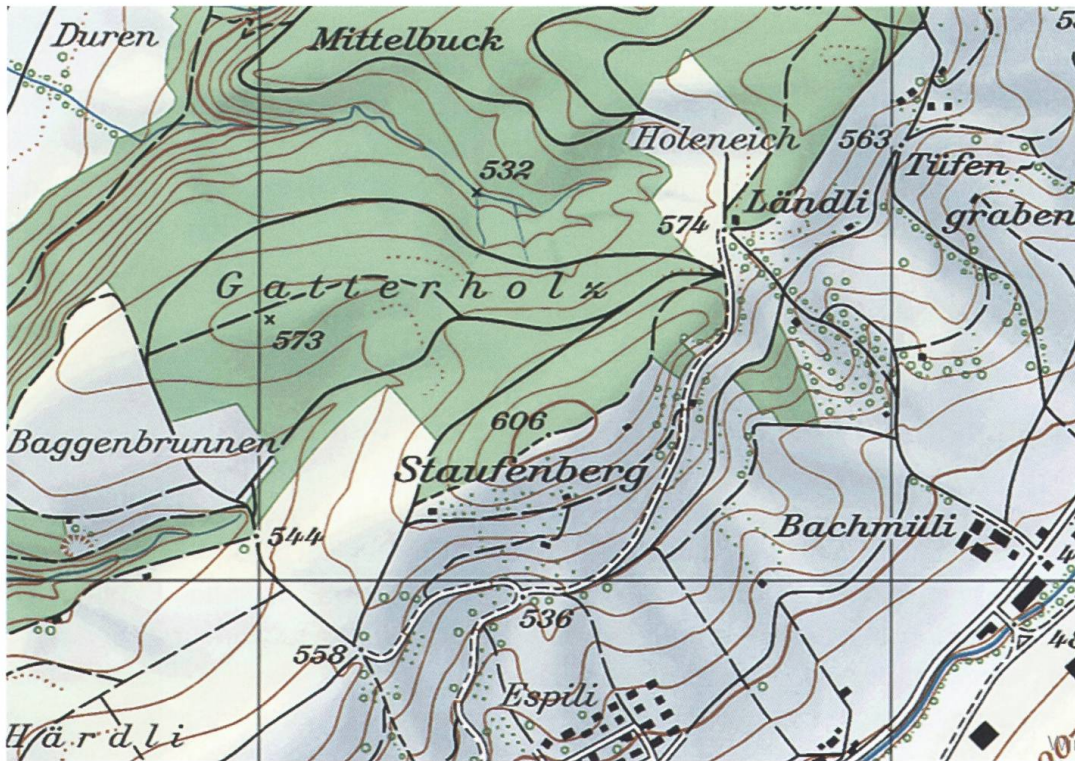 Duren
Mittelbuck
Holeneich
563
Tüfen-
graben
532
Ländli
574
Gatterholz
573
606
Baggenbrunnen
Staufenberg
544
Bachmüli
536
558
Espili
Härdli